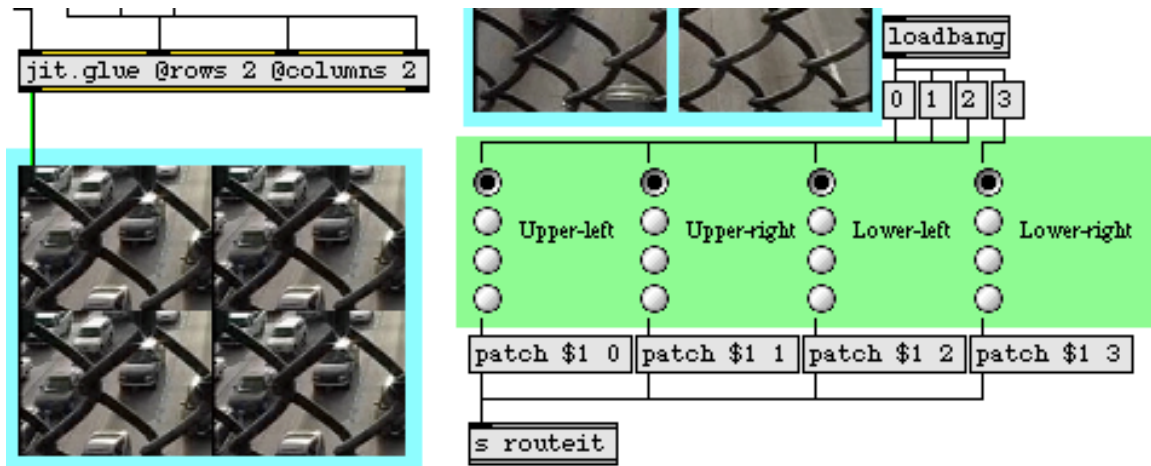 jit.glue @rows 2 @columns 2
loadbang
0 1 2 3
Upper-left Upper-right Lower-left Lower-right
patch $1 0 patch $1 1 patch $1 2 patch $1 3
s routeit